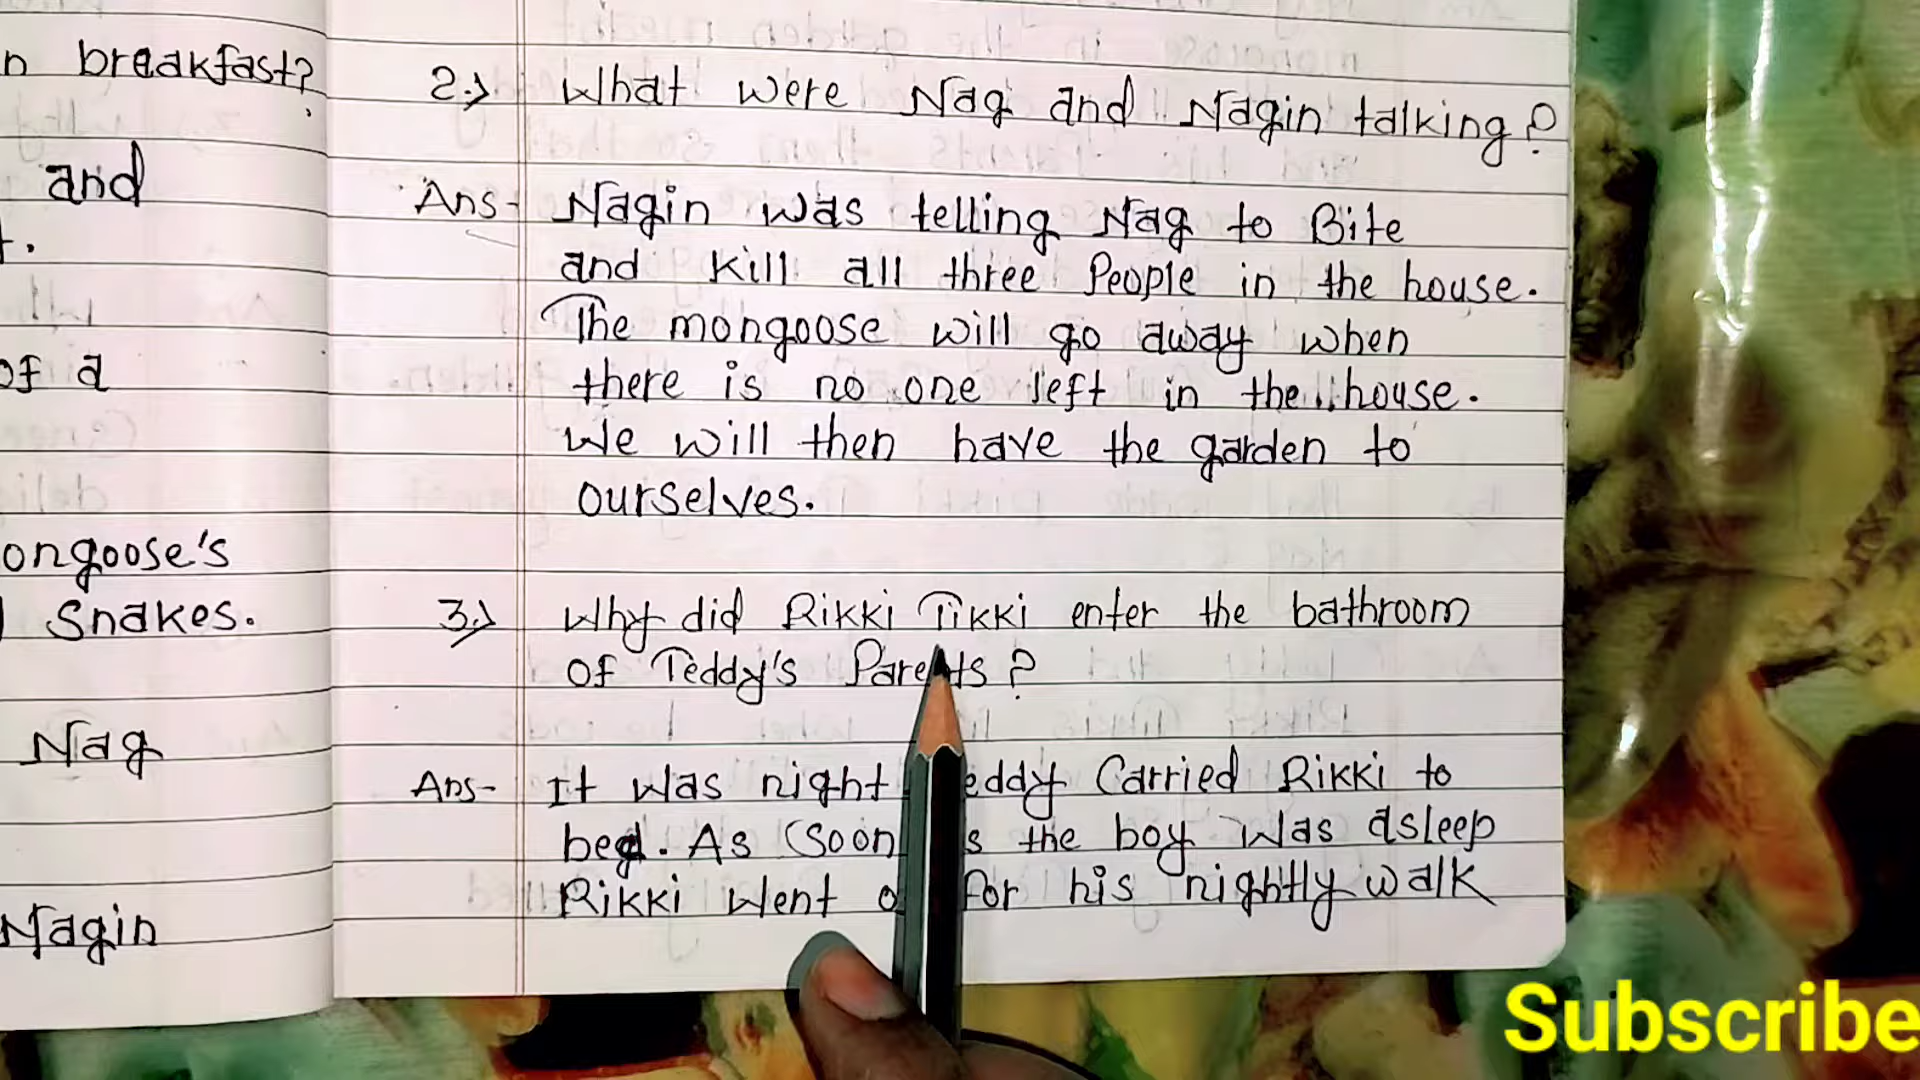 n breakfast?
and
of a
ongoose's
Snakes.
Nag
Nagin
2.) What were Nag and Nagin talking?
Ans- Nagin was telling Nag to Bite
and kill all three People in the house.
The mongoose will go away when
there is no one left in the house.
We will then have the garden to
ourselves.
3.) Why did Rikki Tikki enter the bathroom
of Teddy's Parents?
Ans- It was night eddy Carried Rikki to
bed. As Soon s the boy was asleep
Rikki went o for his nightly walk
Subscribe